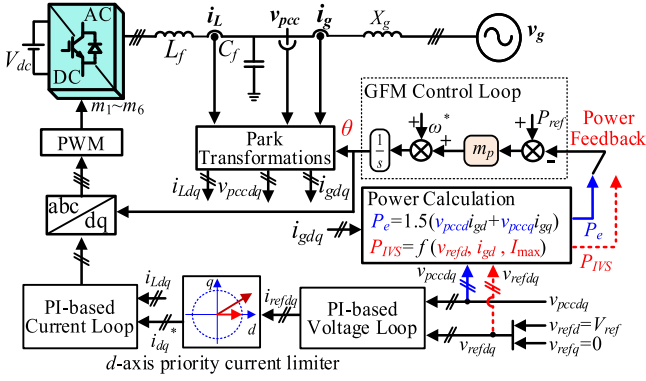 AC
DC
V_dc
m_1~m_6
L_f
i_L
C_f
v_pcc
i_g
X_g
v_g
PWM
abc
dq
Park
Transformations
θ
i_Ldq
v_pccdq
i_gdq
GFM Control Loop
1/s
+
ω*
+
m_p
+
P_ref
-
Power
Feedback
Power Calculation
P_e=1.5(v_pccd i_gd+v_pccq i_gq)
P_IVS=f (v_refd, i_gd , I_max)
i_gdq
P_e
P_IVS
v_pccdq
v_refdq
PI-based
Current Loop
i_Ldq
i_dq*
q
d
i_refdq
PI-based
Voltage Loop
v_pccdq
v_refdq
v_refd=V_ref
v_refq=0
d-axis priority current limiter